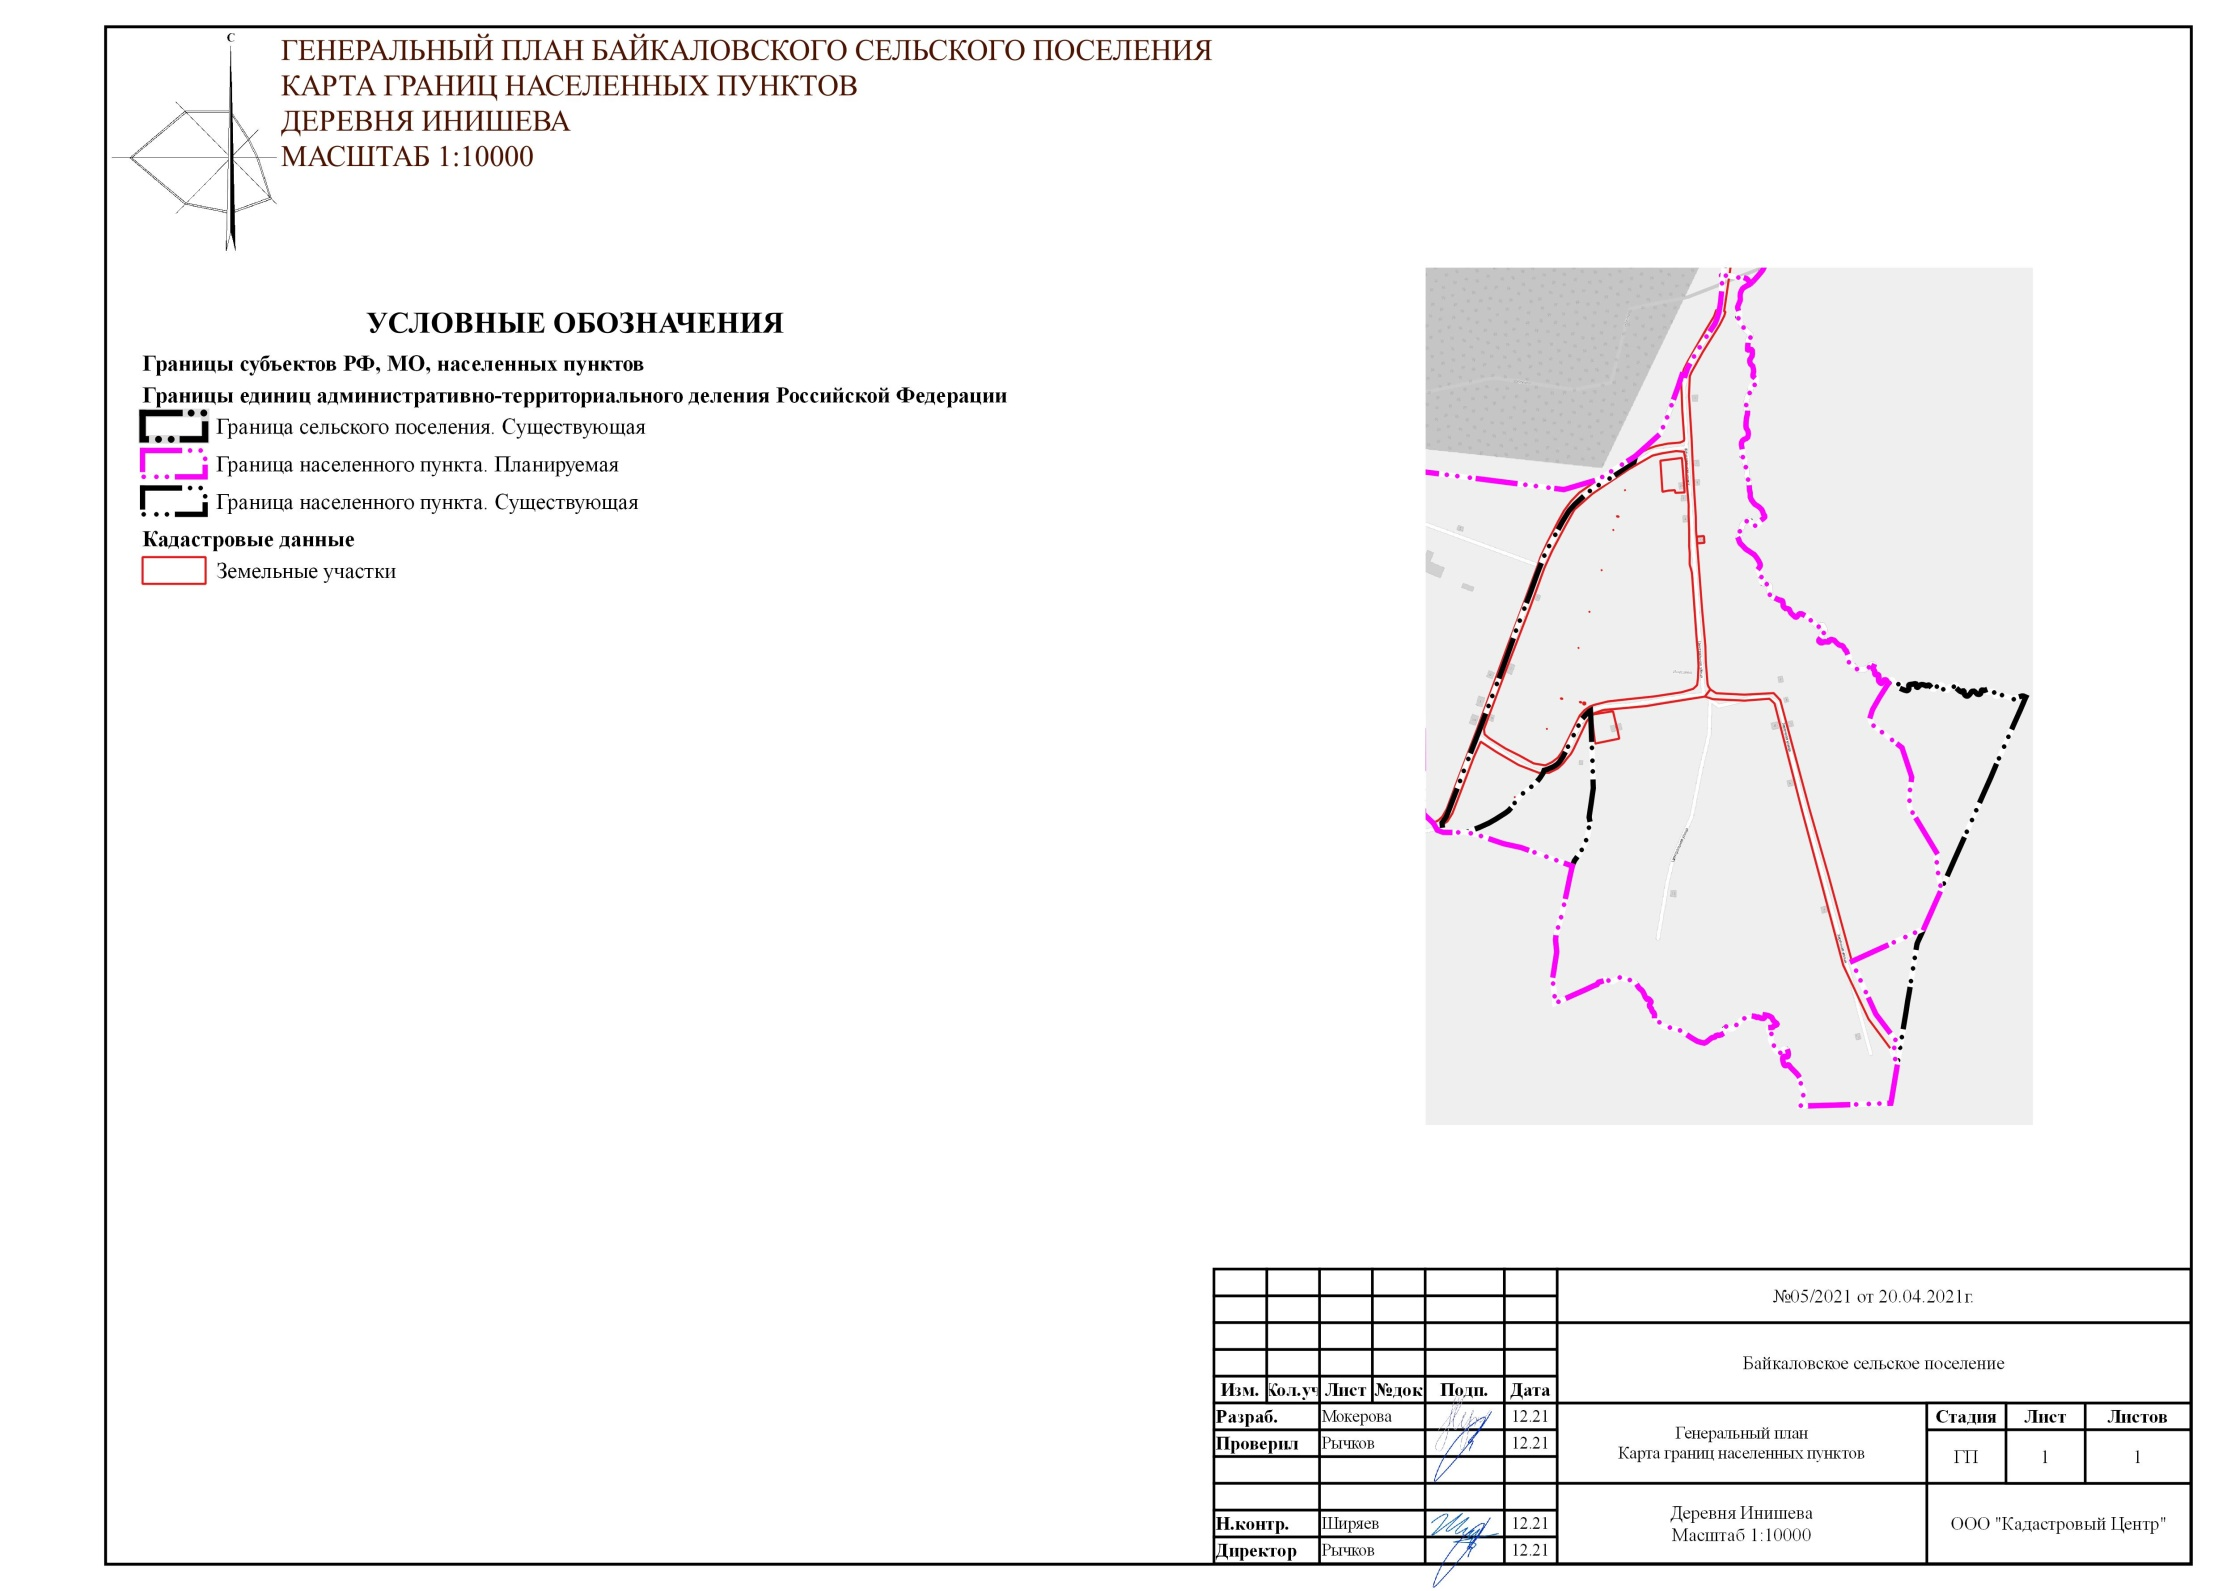 С
ГЕНЕРАЛЬНЫЙ ПЛАН БАЙКАЛОВСКОГО СЕЛЬСКОГО ПОСЕЛЕНИЯ
КАРТА ГРАНИЦ НАСЕЛЕННЫХ ПУНКТОВ
ДЕРЕВНЯ ИНИШЕВА
МАСШТАБ 1:10000
УСЛОВНЫЕ ОБОЗНАЧЕНИЯ
Границы субъектов РФ, МО, населенных пунктов
Границы единиц административно-территориального деления Российской Федерации
Граница сельского поселения. Существующая
Граница населенного пункта. Планируемая
Граница населенного пункта. Существующая
Кадастровые данные
Земельные участки
№05/2021 от 20.04.2021г.
Байкаловское сельское поселение
Изм. Кол.уч Лист №док Подп. Дата
Разраб. Мокерова 12.21
Проверил Рычков 12.21
Н.контр. Ширяев 12.21
Директор Рычков 12.21
Генеральный план
Карта границ населенных пунктов
Стадия Лист Листов
ГП 1 1
Деревня Инишева
Масштаб 1:10000
ООО "Кадастровый Центр"